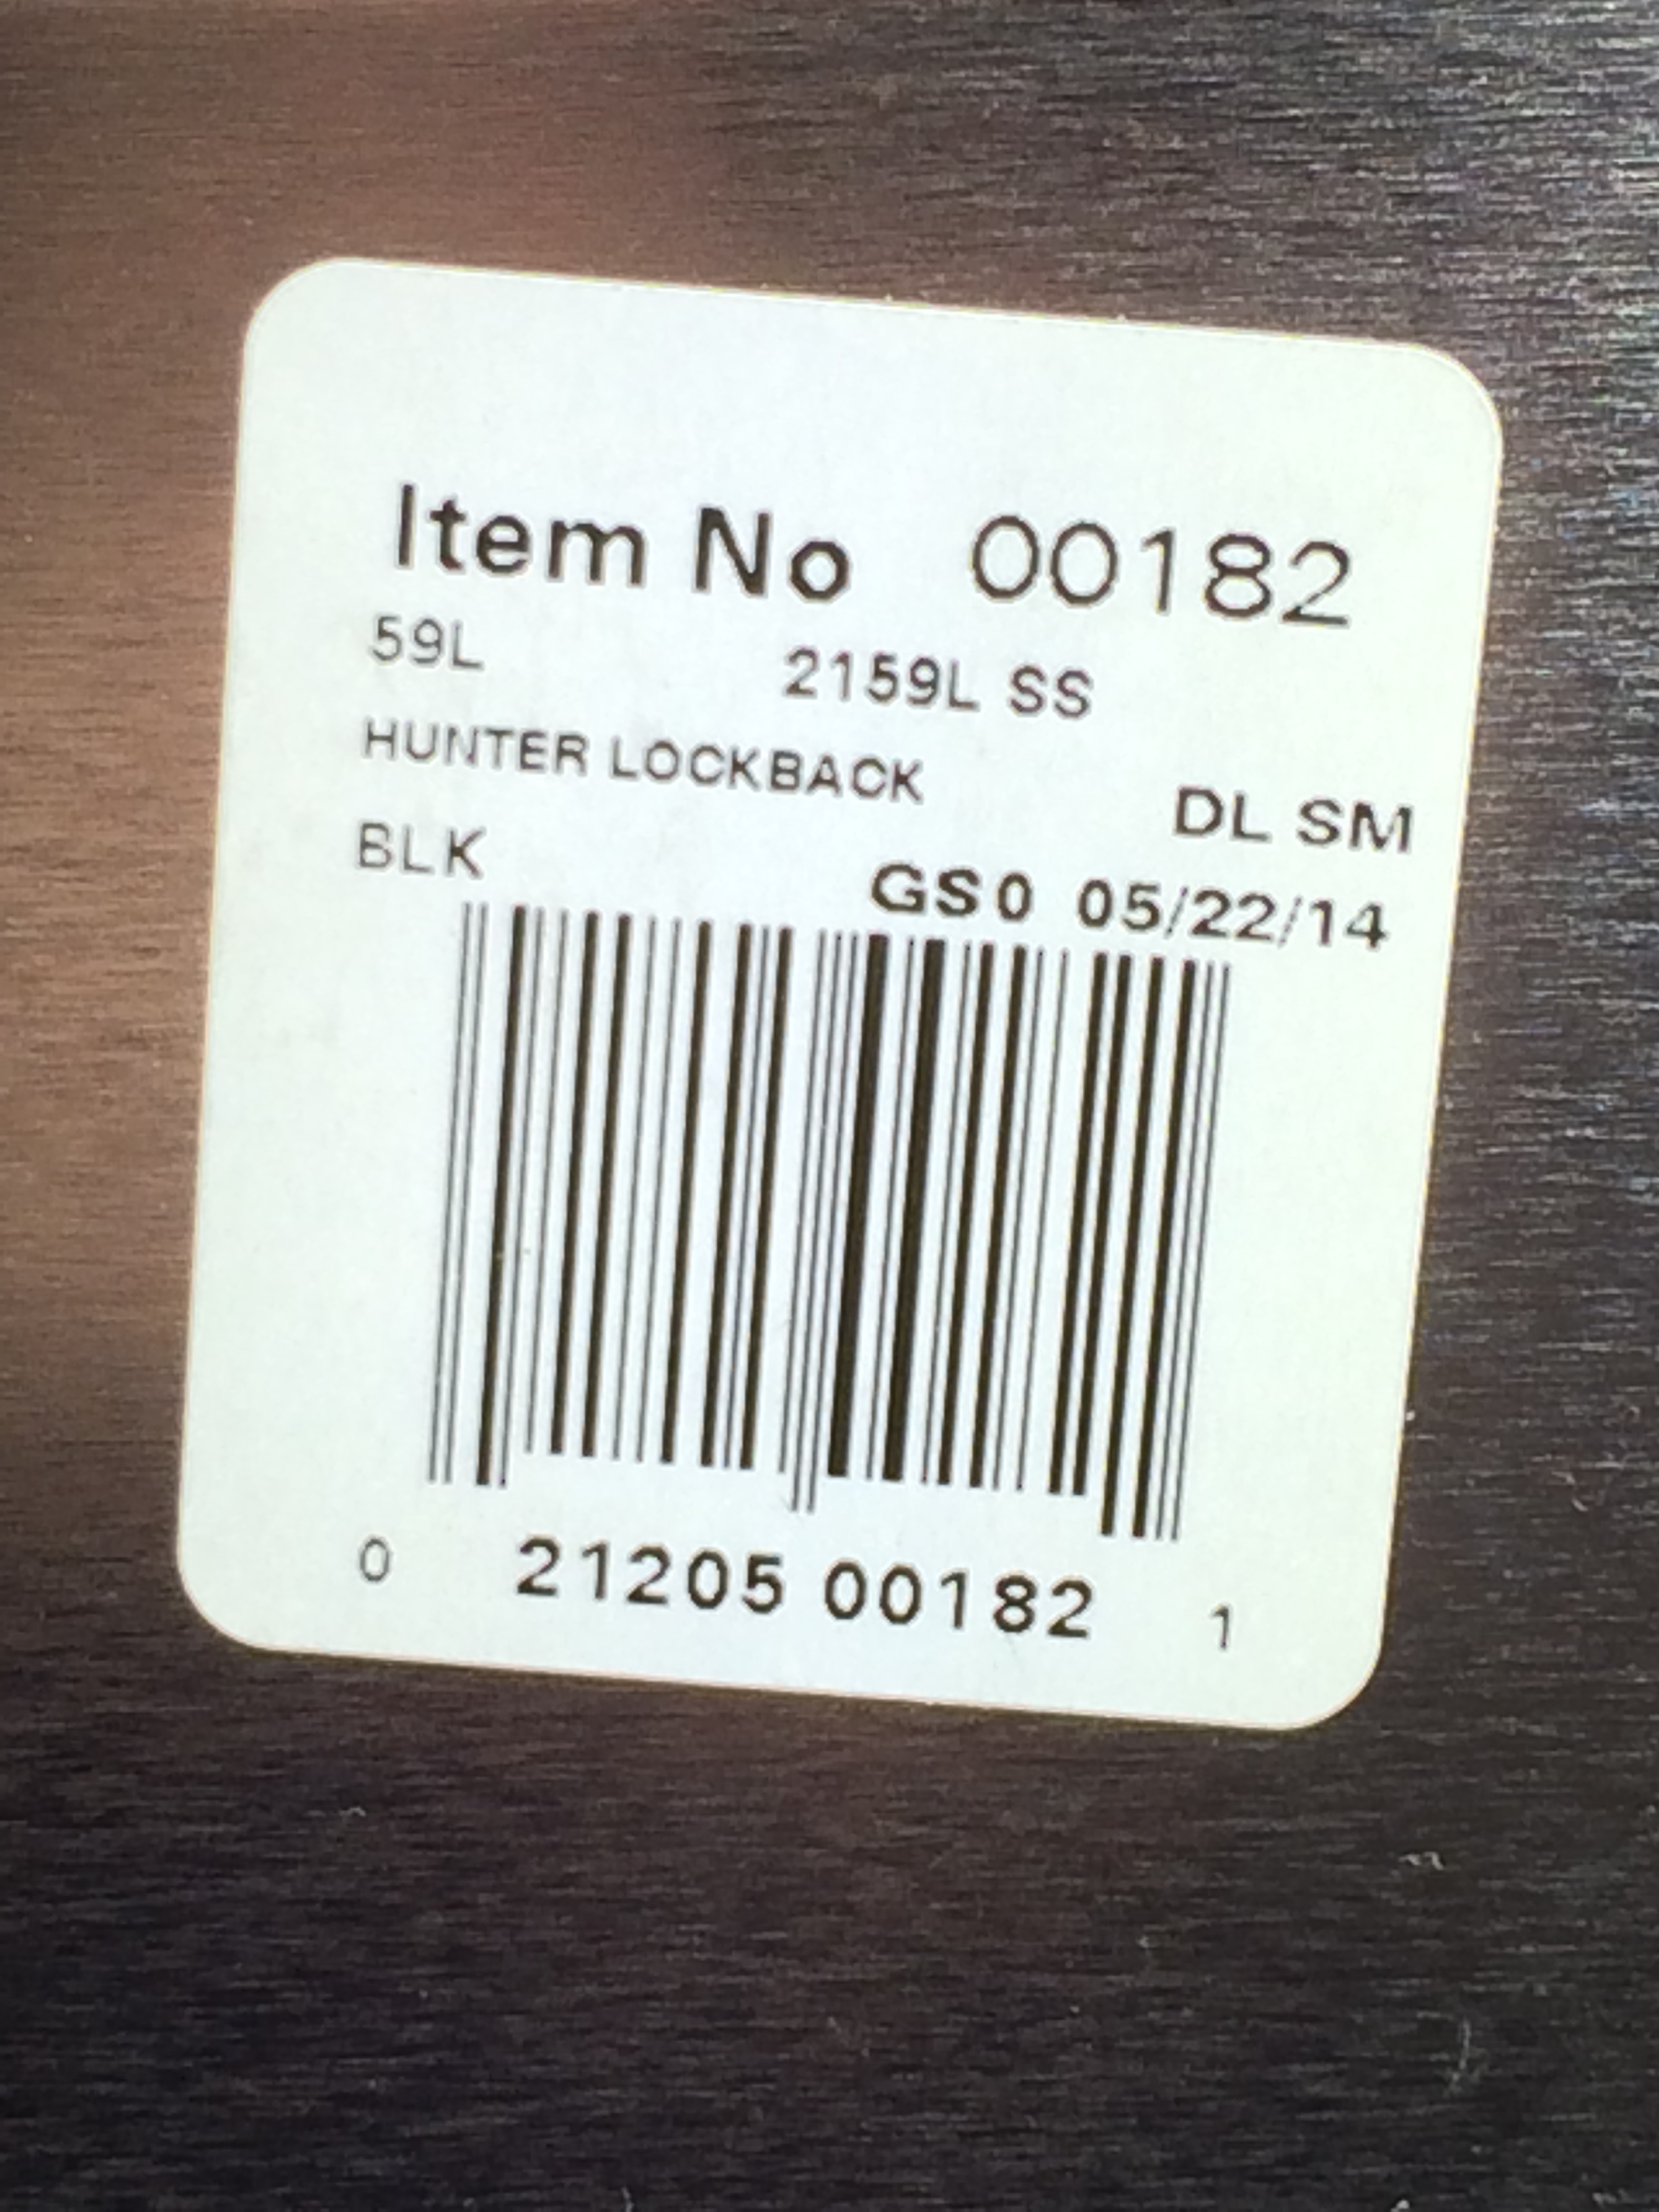 Item No 00182
59L 2159L SS
HUNTER LOCKBACK
DL SM
BLK
GS0 05/22/14
0 21205 00182 1